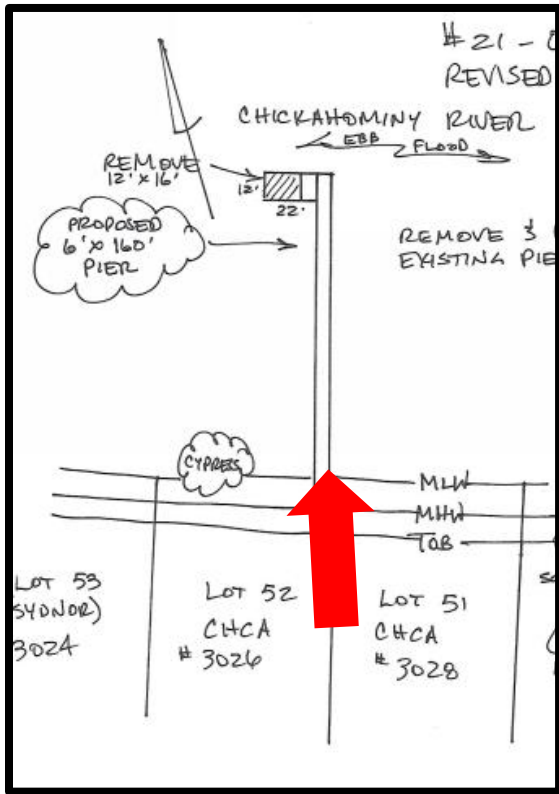 # 21 -
REVISED
CHICKAHOMINY RIVER
EBB
FLOOD
REMOVE
12' x 16'
12'
22'
PROPOSED
6' x 160'
PIER
REMOVE &
EXISTING PIE
CYPRESS
MLW
MHW
TOB
LOT 53
SYDNOR)
3024
LOT 52
CHCA
# 3026
LOT 51
CHCA
# 3028